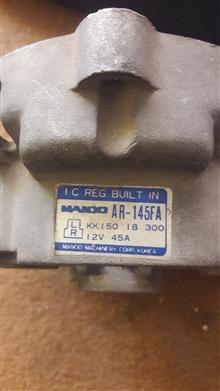 I.C REG BUILT IN
MANDO AR-145FA
L
R
KK150 18 300
12V 45A
MANDO MACHINERY CORP. KOREA